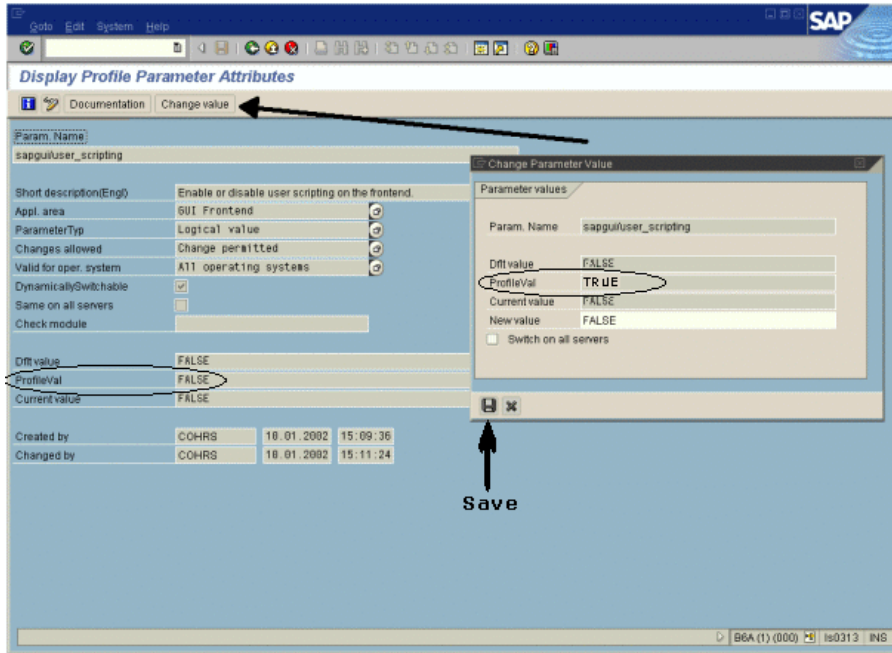 Goto Edit System Help
SAP
Display Profile Parameter Attributes
Documentation Change value
Param. Name
sapgui/user_scripting
Short description(Engl) Enable or disable user scripting on the frontend.
Appl. area GUI Frontend
ParameterTyp Logical value
Changes allowed Change permitted
Valid for oper. system All operating systems
DynamicallySwitchable
Same on all servers
Check module
Dflt value FALSE
ProfileVal FALSE
Current value FALSE
Created by COHRS 10.01.2002 15:09:36
Changed by COHRS 10.01.2002 15:11:24
Change Parameter Value
Parameter values
Param. Name sapgui/user_scripting
Dflt value FALSE
ProfileVal TRUE
Current value FALSE
New value FALSE
Switch on all servers
Save
B6A (1) (000) ls0313 INS